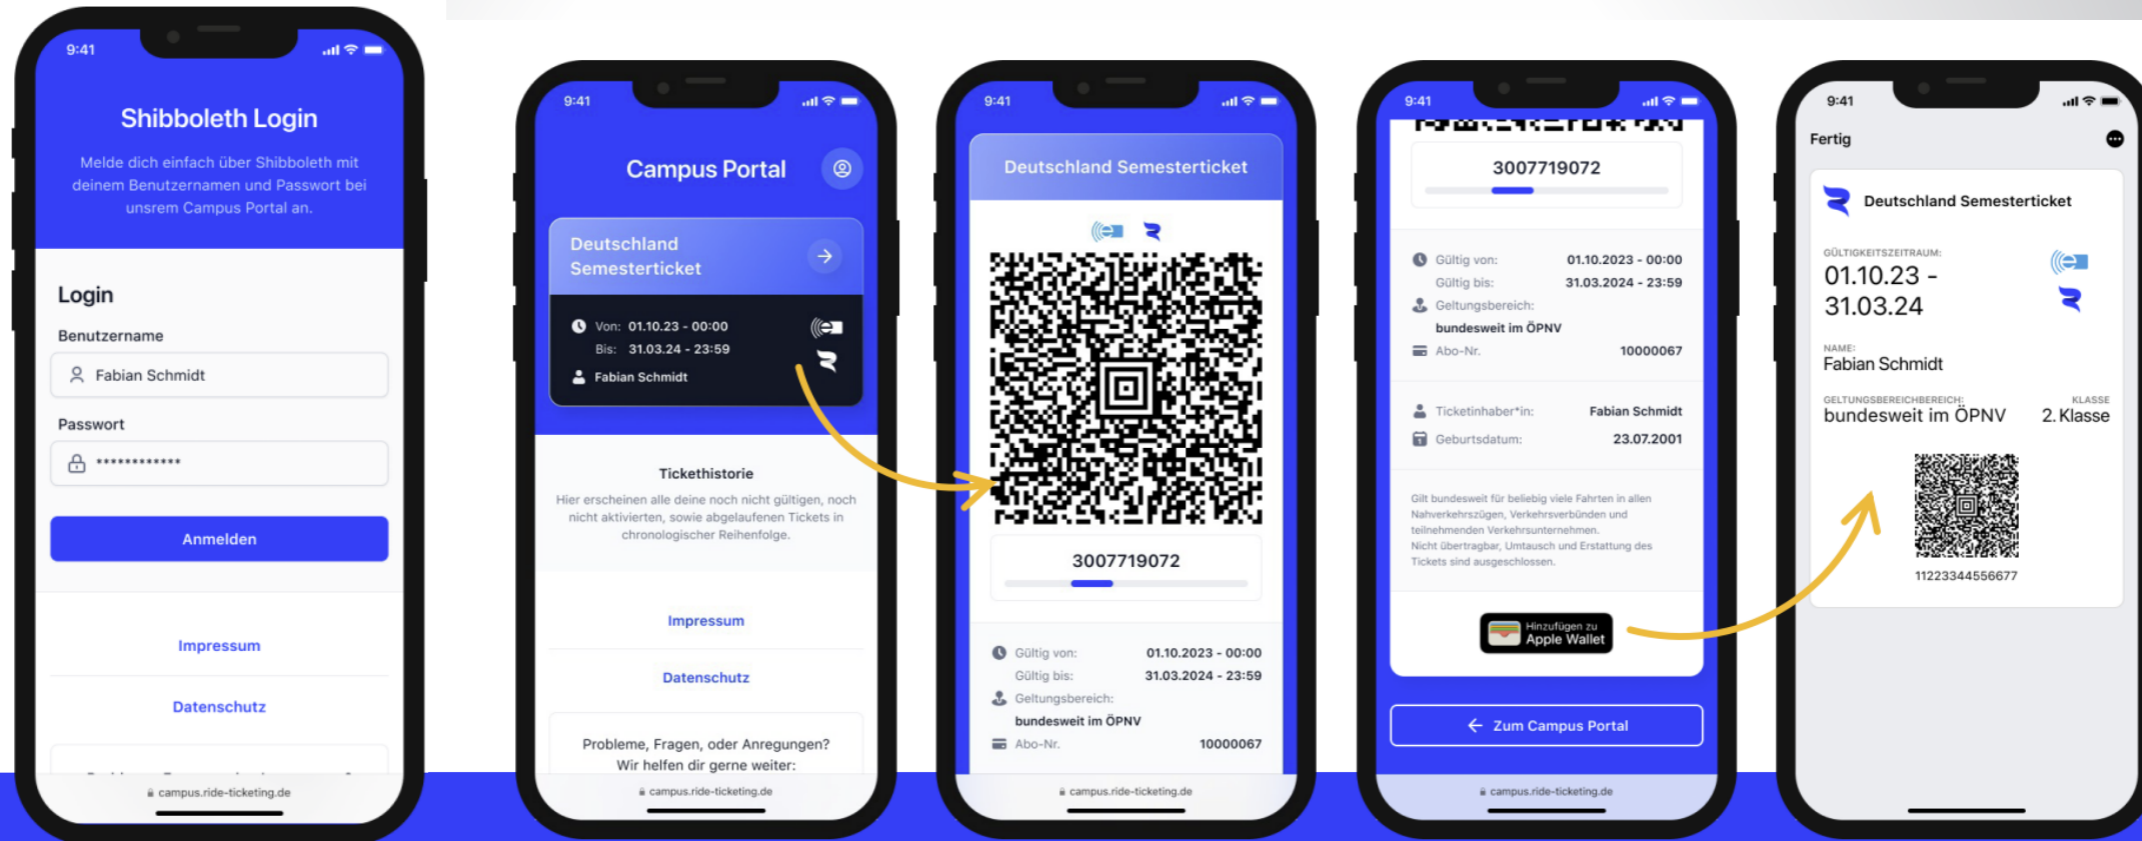 9:41
Shibboleth Login
Melde dich einfach über Shibboleth mit
deinem Benutzernamen und Passwort bei
unsrem Campus Portal an.
Login
Benutzername
Fabian Schmidt
Passwort
************
Anmelden
Impressum
Datenschutz
campus.ride-ticketing.de
9:41
Campus Portal
Deutschland
Semesterticket
Von: 01.10.23 - 00:00
Bis: 31.03.24 - 23:59
Fabian Schmidt
Tickethistorie
Hier erscheinen alle deine noch nicht gültigen, noch
nicht aktivierten, sowie abgelaufenen Tickets in
chronologischer Reihenfolge.
Impressum
Datenschutz
Probleme, Fragen, oder Anregungen?
Wir helfen dir gerne weiter:
campus.ride-ticketing.de
9:41
Deutschland Semesterticket
3007719072
Gültig von: 01.10.2023 - 00:00
Gültig bis: 31.03.2024 - 23:59
Geltungsbereich:
bundesweit im ÖPNV
Abo-Nr. 10000067
campus.ride-ticketing.de
9:41
3007719072
Gültig von: 01.10.2023 - 00:00
Gültig bis: 31.03.2024 - 23:59
Geltungsbereich:
bundesweit im ÖPNV
Abo-Nr. 10000067
Ticketinhaber*in: Fabian Schmidt
Geburtsdatum: 23.07.2001
Gilt bundesweit für beliebig viele Fahrten in allen
Nahverkehrszügen, Verkehrsverbünden und
teilnehmenden Verkehrsunternehmen.
Nicht übertragbar, Umtausch und Erstattung des
Tickets sind ausgeschlossen.
Hinzufügen zu
Apple Wallet
Zum Campus Portal
campus.ride-ticketing.de
9:41
Fertig
Deutschland Semesterticket
GÜLTIGKEITSZEITRAUM:
01.10.23 -
31.03.24
NAME:
Fabian Schmidt
GELTUNGSBEREICHBEREICH: KLASSE
bundesweit im ÖPNV 2. Klasse
11223344556677